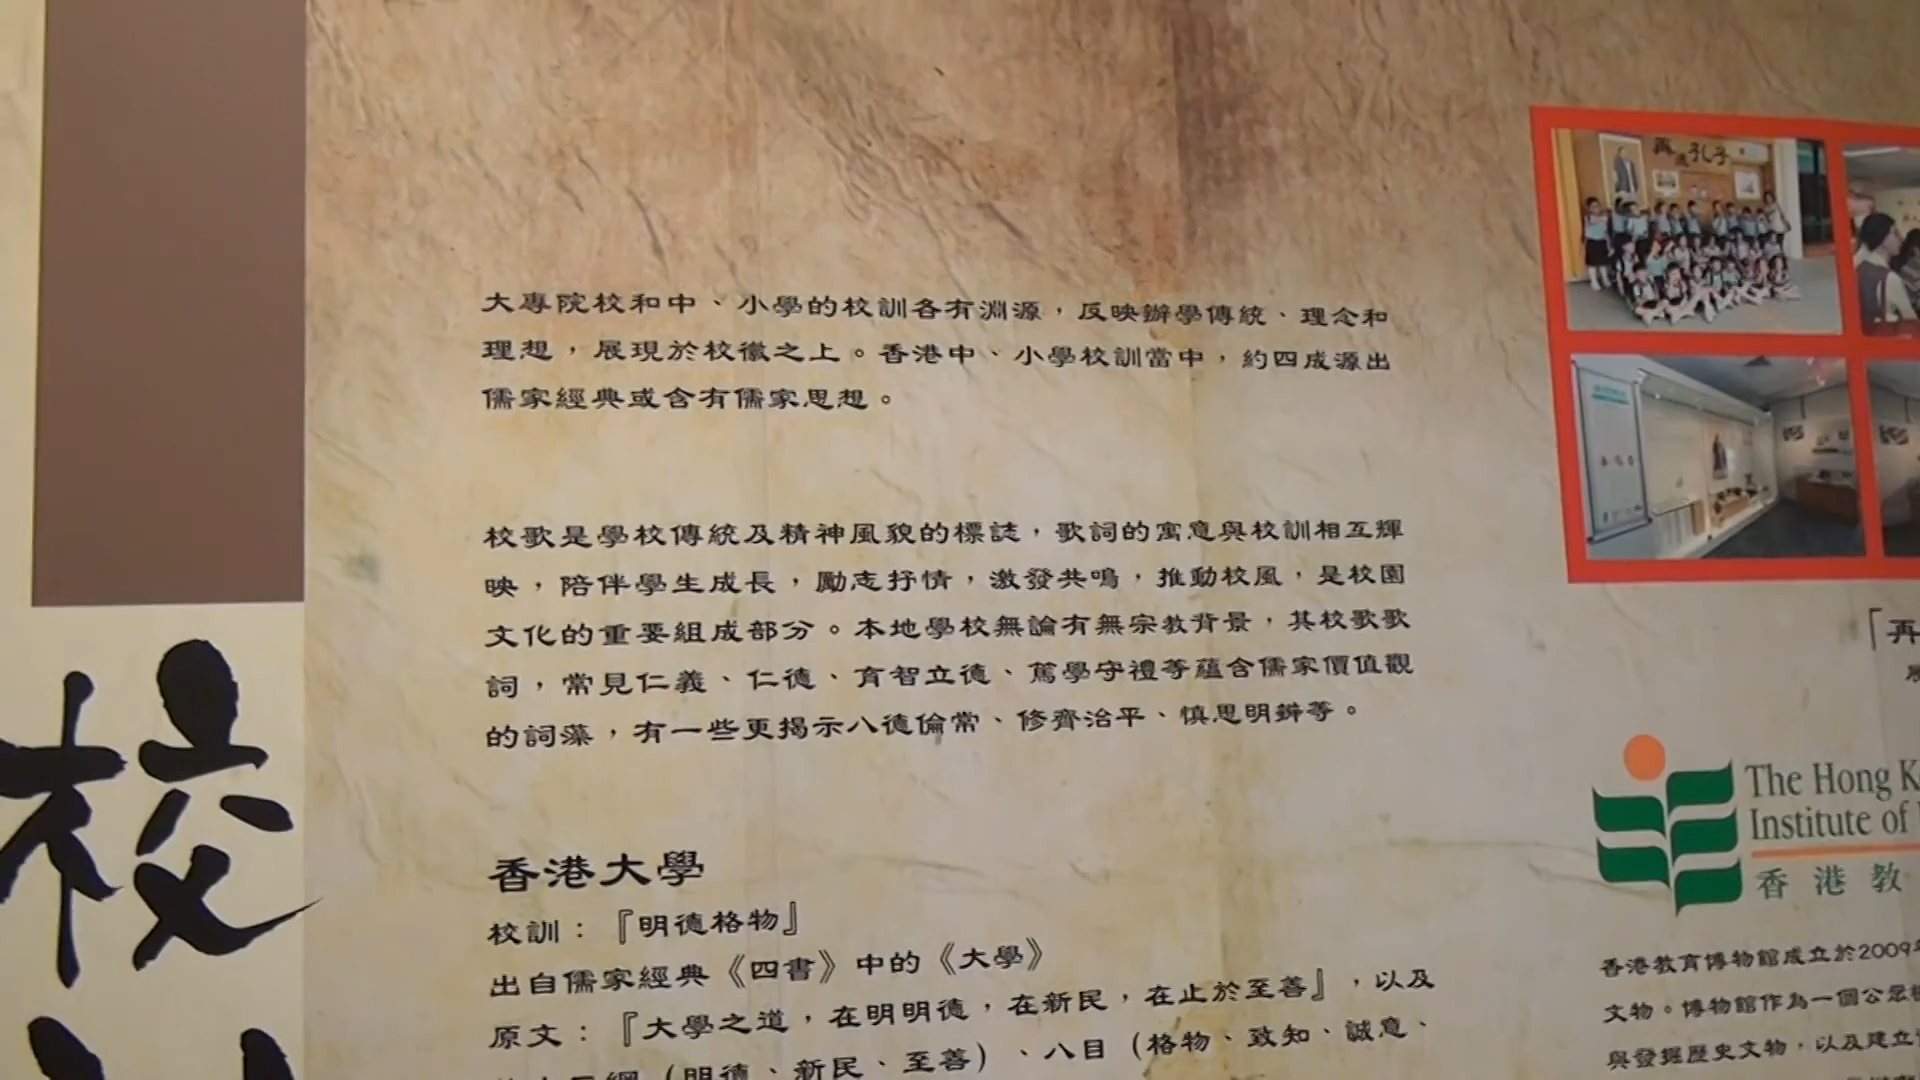 大專院校和中、小學的校訓各有淵源，反映辦學傳統、理念和
理想，展現於校徽之上。香港中、小學校訓當中，約四成源出
儒家經典或含有儒家思想。
校歌是學校傳統及精神風貌的標誌，歌詞的寓意與校訓相互輝
映，陪伴學生成長，勵志抒情，激發共鳴，推動校風，是校園
文化的重要組成部分。本地學校無論有無宗教背景，其校歌歌
詞，常見仁義、仁德、育智立德、篤學守禮等蘊含儒家價值觀
的詞藻，有一些更揭示八德倫常、修齊治平、慎思明辨等。
香港大學
校訓：『明德格物』
出自儒家經典《四書》中的《大學》
原文：『大學之道，在明明德，在新民，在止於至善』，以及
三綱（明德、新民、至善）、八目（格物、致知、誠意、
校
再遇孔子
「再
The Hong K
Institute of
香港教
香港教育博物館成立於2009年
文物。博物館作為一個公眾
與發掘歷史文物，以及建立